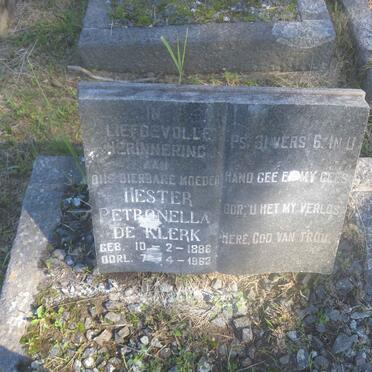 IN
LIEFDEVOLLE
HERINNERING
AAN
ONS DIERBARE MOEDER
HESTER
PETRONELLA
DE KLERK
GEB. 10-2-1886
OORL. 7-4-1963
PS. 31 VERS 6. IN U
HAND GEE EK MY GEES
OOR; U HET MY VERLOS
HERE, GOD VAN TROU.